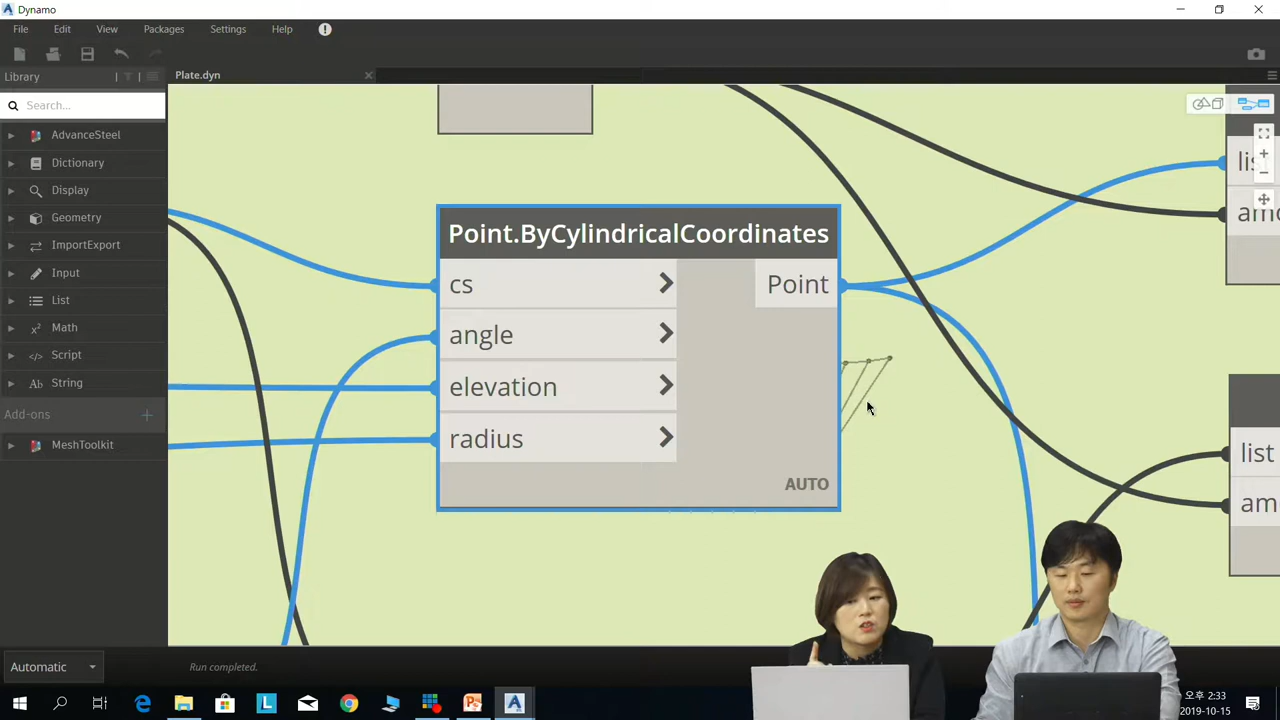 Dynamo
File Edit View Packages Settings Help
Library
Plate.dyn
Search...
AdvanceSteel
Dictionary
Display
Geometry
ImportExport
Input
List
Math
Script
String
Add-ons
MeshToolkit
Point.ByCylindricalCoordinates
cs
angle
elevation
radius
Point
AUTO
list
am
Automatic
Run completed.
오후 2:33
2019-10-15